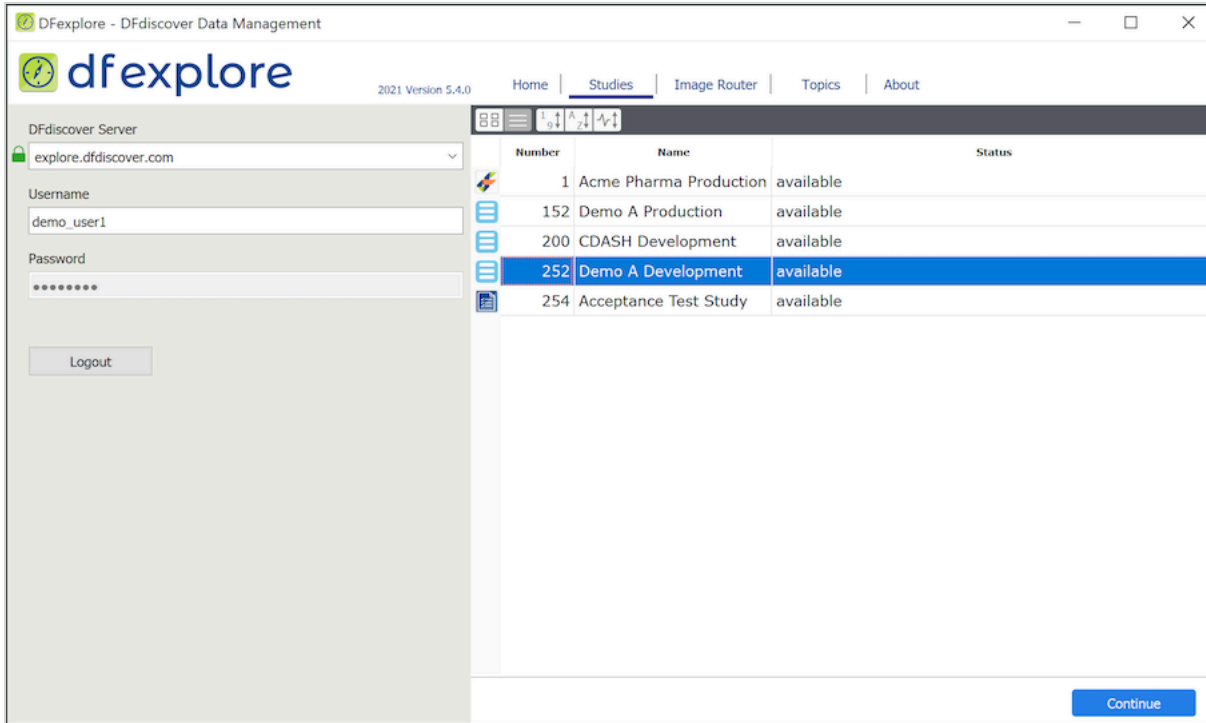 DFexplore - DFdiscover Data Management
dfexplore
2021 Version 5.4.0
Home Studies Image Router Topics About
DFdiscover Server
explore.dfdiscover.com
Username
demo_user1
Password
Logout
Number Name Status
1 Acme Pharma Production available
152 Demo A Production available
200 CDASH Development available
252 Demo A Development available
254 Acceptance Test Study available
Continue